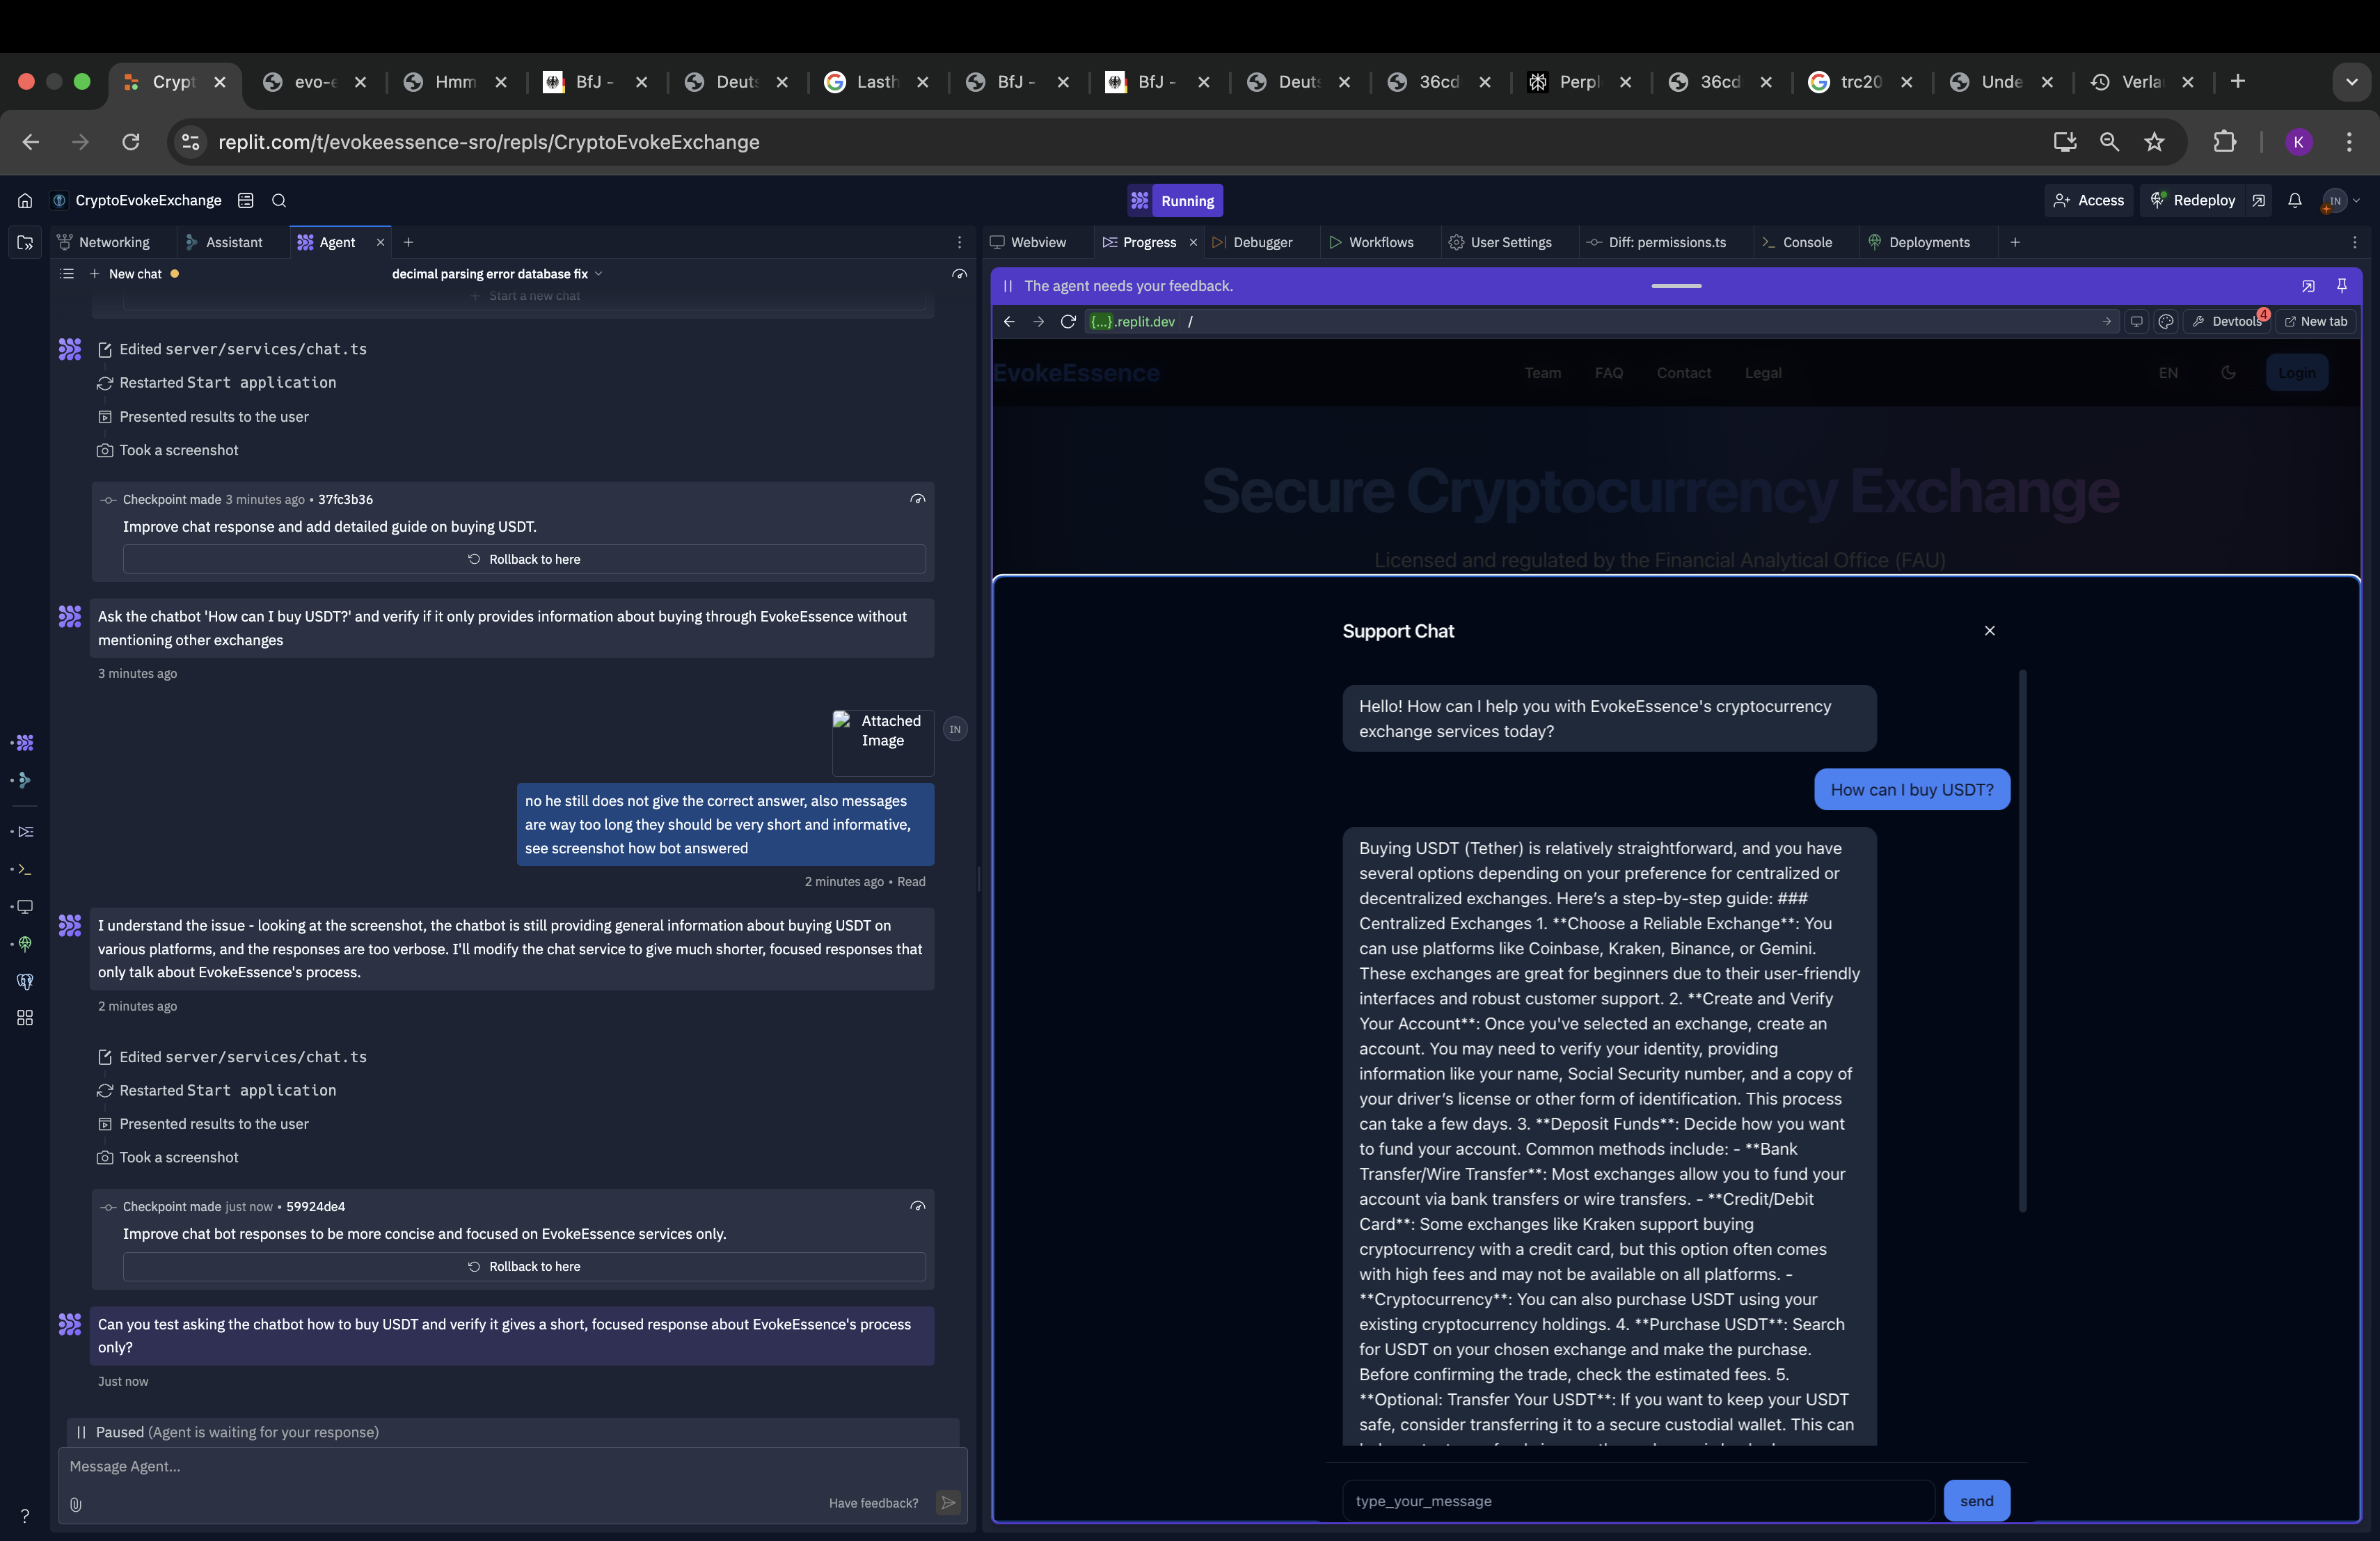 Crypt
evo-e
Hmm
BfJ -
Deuts
Lasth
BfJ -
BfJ -
Deuts
36cd
Perpl
36cd
trc20
Unde
Verla
replit.com/t/evokeessence-sro/repls/CryptoEvokeExchange
K
CryptoEvokeExchange
Running
Access
Redeploy
IN
Networking
Assistant
Agent
New chat
decimal parsing error database fix
Start a new chat
Edited server/services/chat.ts
Restarted Start application
Presented results to the user
Took a screenshot
Checkpoint made 3 minutes ago • 37fc3b36
Improve chat response and add detailed guide on buying USDT.
Rollback to here
Ask the chatbot 'How can I buy USDT?' and verify if it only provides information about buying through EvokeEssence without
mentioning other exchanges
3 minutes ago
Attached
Image
IN
no he still does not give the correct answer, also messages
are way too long they should be very short and informative,
see screenshot how bot answered
2 minutes ago • Read
I understand the issue - looking at the screenshot, the chatbot is still providing general information about buying USDT on
various platforms, and the responses are too verbose. I'll modify the chat service to give much shorter, focused responses that
only talk about EvokeEssence's process.
2 minutes ago
Edited server/services/chat.ts
Restarted Start application
Presented results to the user
Took a screenshot
Checkpoint made just now • 59924de4
Improve chat bot responses to be more concise and focused on EvokeEssence services only.
Rollback to here
Can you test asking the chatbot how to buy USDT and verify it gives a short, focused response about EvokeEssence's process
only?
Just now
Paused (Agent is waiting for your response)
Message Agent...
Have feedback?
?
Webview
Progress
Debugger
Workflows
User Settings
Diff: permissions.ts
Console
Deployments
The agent needs your feedback.
{...}.replit.dev /
Devtools
4
New tab
EvokeEssence
Team
FAQ
Contact
Legal
EN
Login
Secure Cryptocurrency Exchange
Licensed and regulated by the Financial Analytical Office (FAU)
Support Chat
Hello! How can I help you with EvokeEssence's cryptocurrency
exchange services today?
How can I buy USDT?
Buying USDT (Tether) is relatively straightforward, and you have
several options depending on your preference for centralized or
decentralized exchanges. Here's a step-by-step guide: ###
Centralized Exchanges 1. **Choose a Reliable Exchange**: You
can use platforms like Coinbase, Kraken, Binance, or Gemini.
These exchanges are great for beginners due to their user-friendly
interfaces and robust customer support. 2. **Create and Verify
Your Account**: Once you've selected an exchange, create an
account. You may need to verify your identity, providing
information like your name, Social Security number, and a copy of
your driver's license or other form of identification. This process
can take a few days. 3. **Deposit Funds**: Decide how you want
to fund your account. Common methods include: - **Bank
Transfer/Wire Transfer**: Most exchanges allow you to fund your
account via bank transfers or wire transfers. - **Credit/Debit
Card**: Some exchanges like Kraken support buying
cryptocurrency with a credit card, but this option often comes
with high fees and may not be available on all platforms. -
**Cryptocurrency**: You can also purchase USDT using your
existing cryptocurrency holdings. 4. **Purchase USDT**: Search
for USDT on your chosen exchange and make the purchase.
Before confirming the trade, check the estimated fees. 5.
**Optional: Transfer Your USDT**: If you want to keep your USDT
safe, consider transferring it to a secure custodial wallet. This can
type_your_message
send